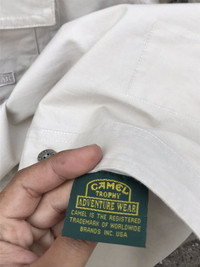 CAMEL
TROPHY
ADVENTURE WEAR
CAMEL IS THE REGISTERED
TRADEMARK OF WORLDWIDE
BRANDS INC. USA